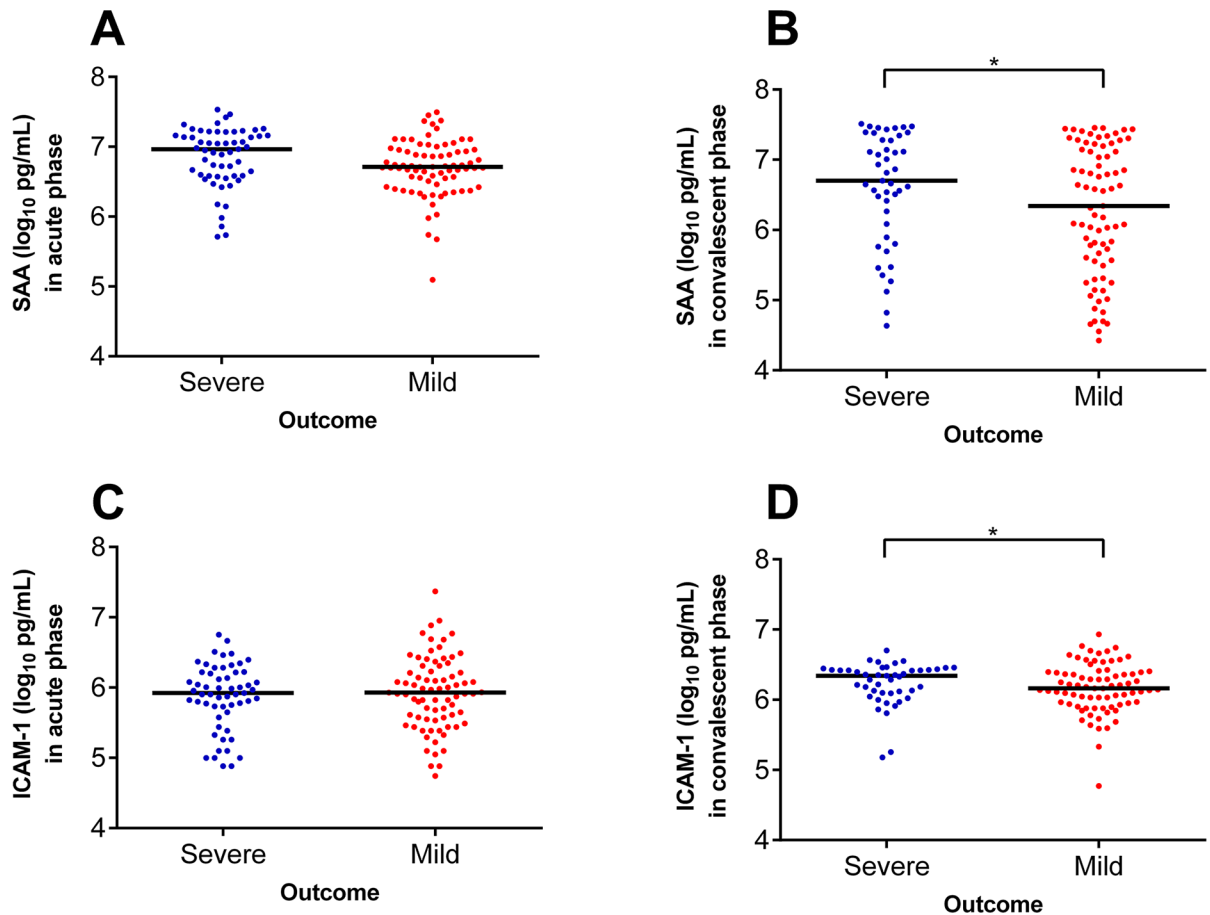 A
SAA (log10 pg/mL)
in acute phase
8
7
6
5
4
Severe Mild
Outcome
B
*
SAA (log10 pg/mL)
in convalescent phase
8
7
6
5
4
Severe Mild
Outcome
C
ICAM-1 (log10 pg/mL)
in acute phase
8
7
6
5
4
Severe Mild
Outcome
D
*
ICAM-1 (log10 pg/mL)
in convalescent phase
8
7
6
5
4
Severe Mild
Outcome